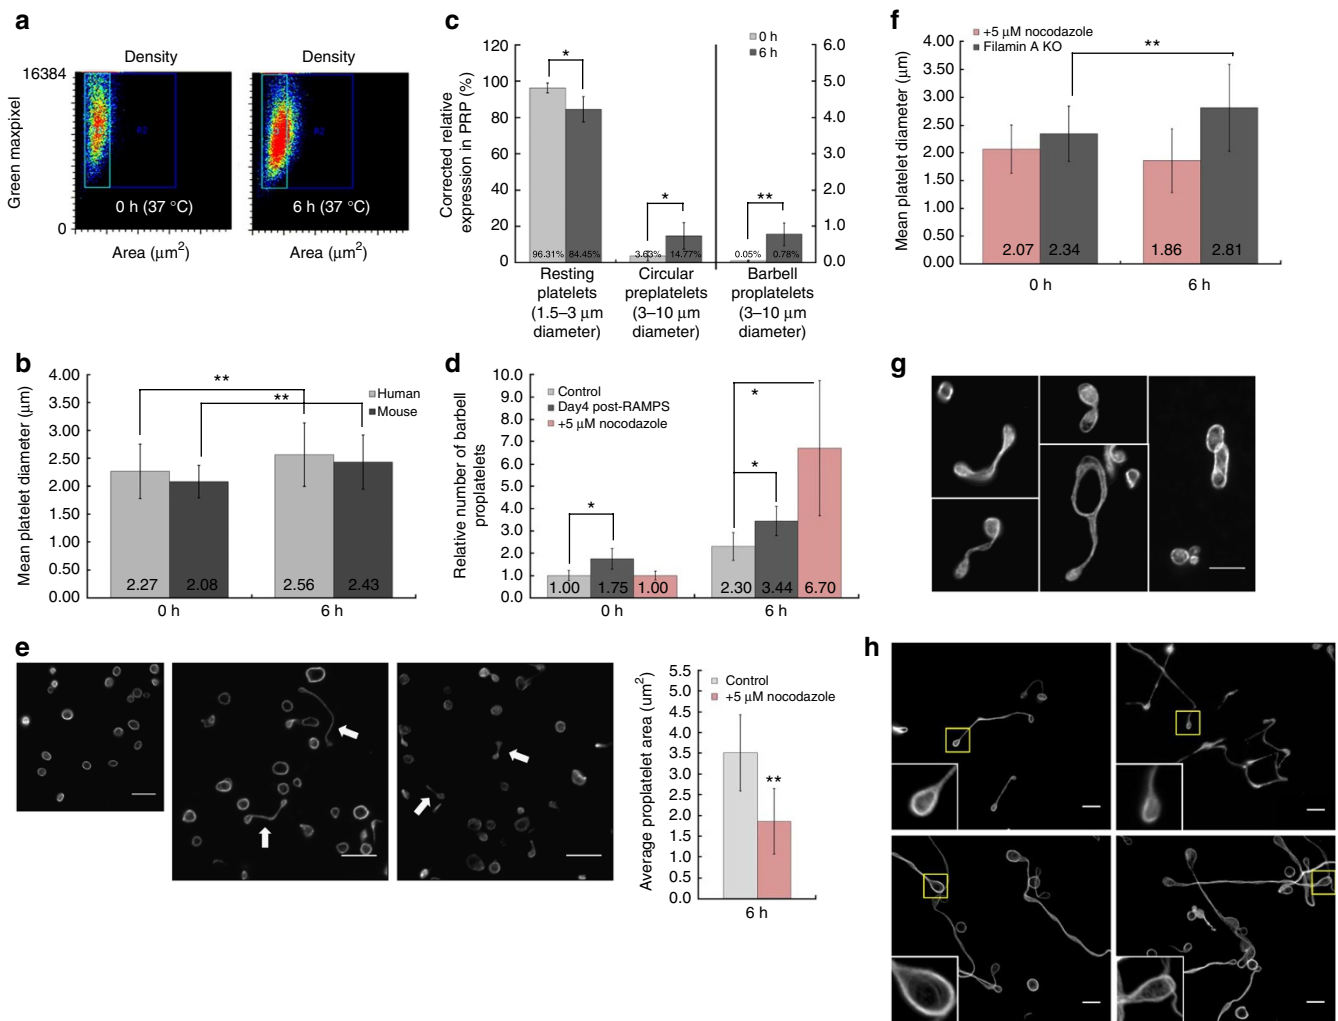 a
Density
Density
16384
0
Green maxpixel
R2
R2
0 h (37 °C)
6 h (37 °C)
Area (μm²)
Area (μm²)
b
Mean platelet diameter (μm)
4.00
3.50
3.00
2.50
2.00
1.50
1.00
0.50
0.00
**
**
Human
Mouse
2.27
2.08
2.56
2.43
0 h
6 h
c
Corrected relative
expression in PRP (%)
120
100
80
60
40
20
0
0 h
6 h
6.0
5.0
4.0
3.0
2.0
1.0
0.0
*
*
**
96.31%
84.45%
3.63%
14.77%
0.05%
0.78%
Resting
platelets
(1.5–3 μm
diameter)
Circular
preplatelets
(3–10 μm
diameter)
Barbell
proplatelets
(3–10 μm
diameter)
d
Relative number of barbell
proplatelets
10.0
9.0
8.0
7.0
6.0
5.0
4.0
3.0
2.0
1.0
0.0
Control
Day4 post-RAMPS
+5 μM nocodazole
*
*
*
1.00
1.75
1.00
2.30
3.44
6.70
0 h
6 h
e
Average proplatelet area (um²)
5.5
5.0
4.5
4.0
3.5
3.0
2.5
2.0
1.5
1.0
0.5
0.0
Control
+5 μM nocodazole
**
6 h
f
Mean platelet diameter (μm)
4.00
3.50
3.00
2.50
2.00
1.50
1.00
0.50
0.00
+5 μM nocodazole
Filamin A KO
**
2.07
2.34
1.86
2.81
0 h
6 h
g
h